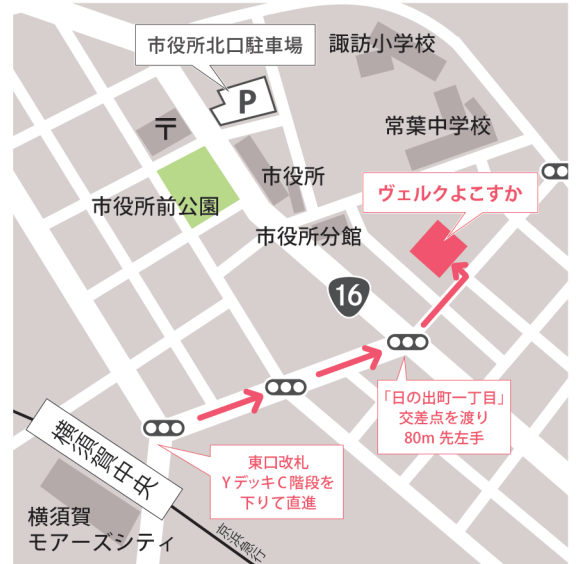 市役所北口駐車場
諏訪小学校
P
〒
常葉中学校
市役所
ヴェルクよこすか
市役所前公園
市役所分館
16
「日の出町一丁目」
交差点を渡り
80m 先左手
横須賀中央
東口改札
YデッキC階段を
下りて直進
横須賀
モアーズシティ
京浜急行